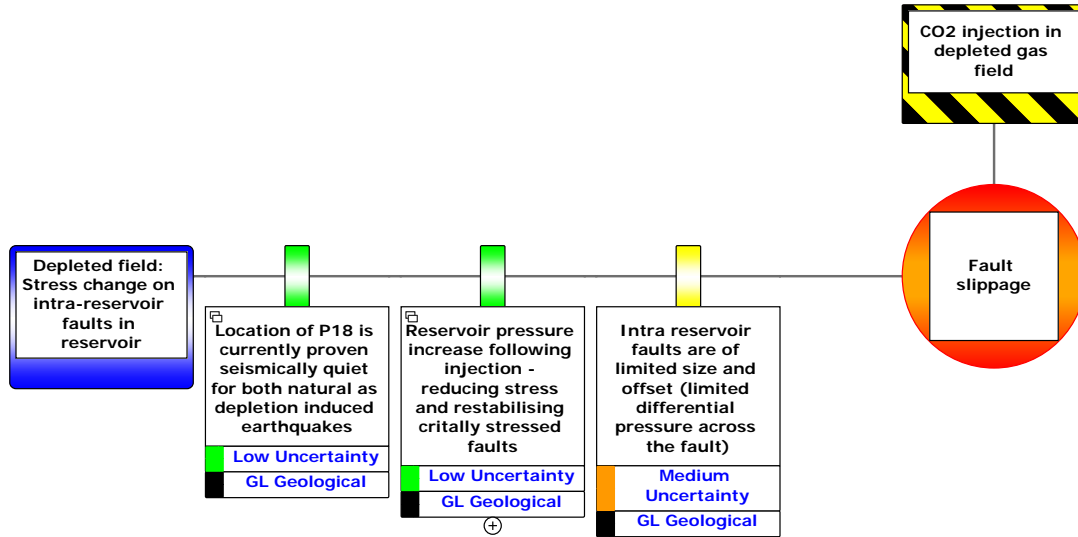 CO2 injection in
depleted gas
field
Depleted field:
Stress change on
intra-reservoir
faults in
reservoir
Fault
slippage
Location of P18 is
currently proven
seismically quiet
for both natural as
depletion induced
earthquakes
Low Uncertainty
GL Geological
Reservoir pressure
increase following
injection -
reducing stress
and restabilising
critally stressed
faults
Low Uncertainty
GL Geological
Intra reservoir
faults are of
limited size and
offset (limited
differential
pressure across
the fault)
Medium
Uncertainty
GL Geological